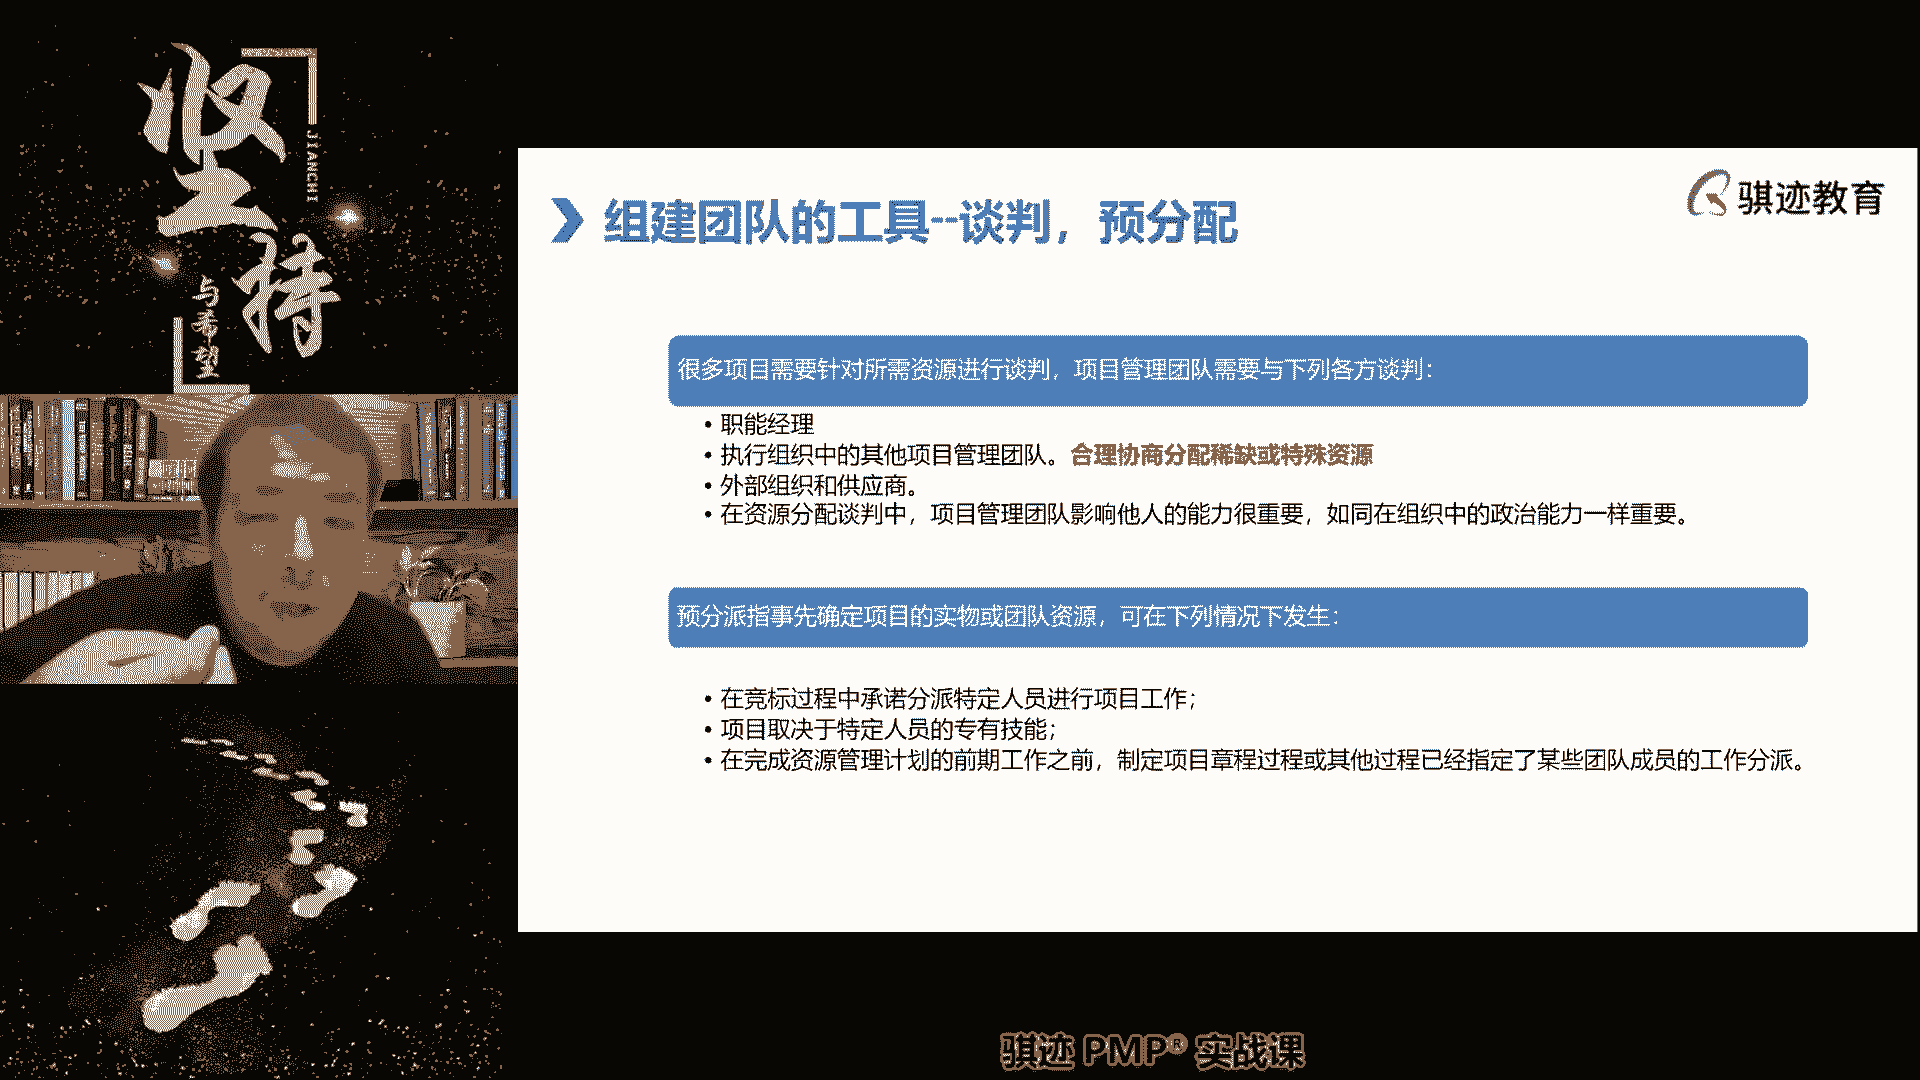 坚持
JIANCHI
与希望
骐迹教育
组建团队的工具--谈判，预分配
很多项目需要针对所需资源进行谈判，项目管理团队需要与下列各方谈判：
• 职能经理
• 执行组织中的其他项目管理团队。合理协商分配稀缺或特殊资源
• 外部组织和供应商。
• 在资源分配谈判中，项目管理团队影响他人的能力很重要，如同在组织中的政治能力一样重要。
预分派指事先确定项目的实物或团队资源，可在下列情况下发生：
• 在竞标过程中承诺分派特定人员进行项目工作；
• 项目取决于特定人员的专有技能；
• 在完成资源管理计划的前期工作之前，制定项目章程过程或其他过程已经指定了某些团队成员的工作分派。
骐迹 PMP® 实战课